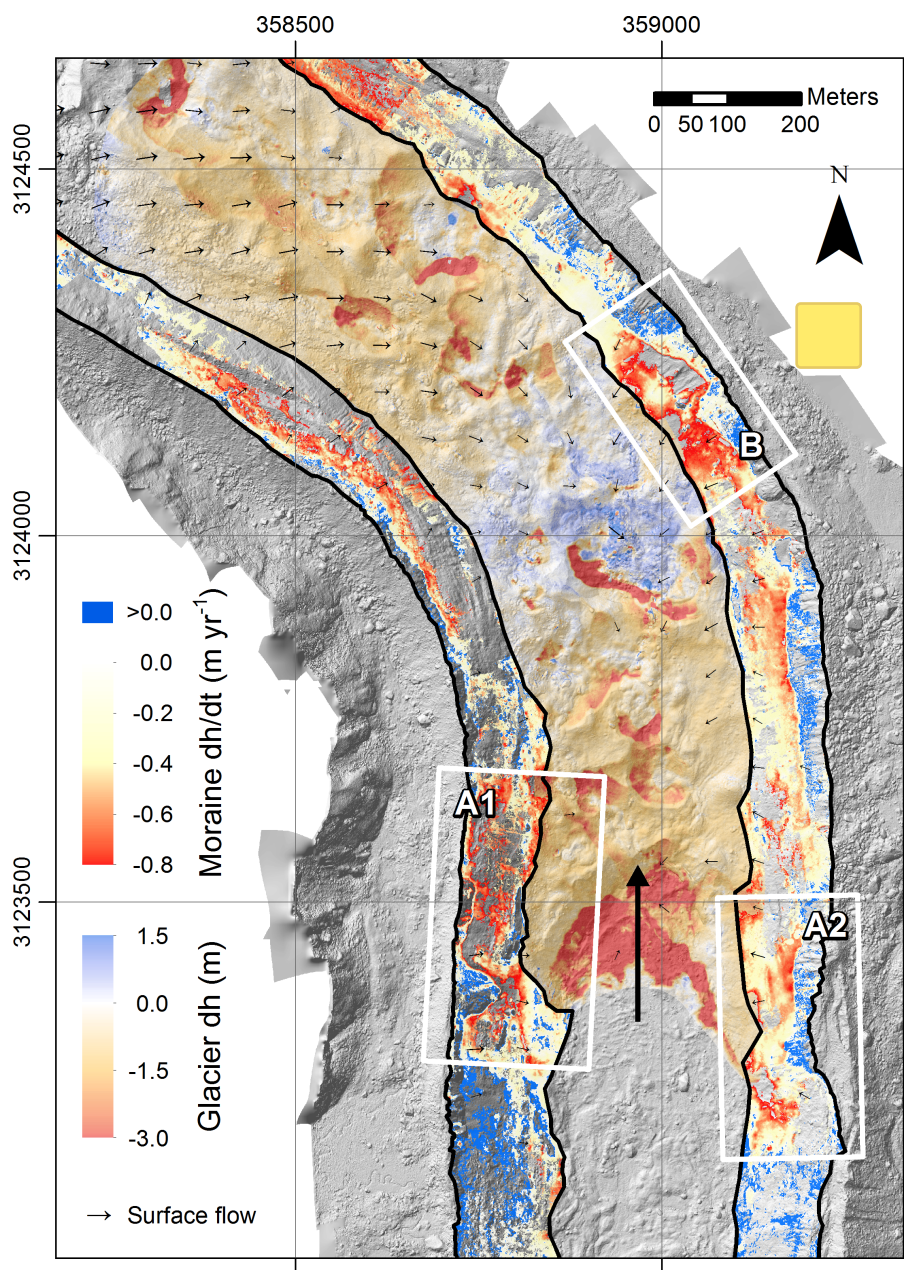 358500 359000
Meters
0 50 100 200
N
3124500
B
3124000
>0.0
0.0
-0.2
-0.4
-0.6
-0.8
Moraine dh/dt (m yr-1)
A1
3123500
A2
1.5
0.0
-1.5
-3.0
Glacier dh (m)
Surface flow